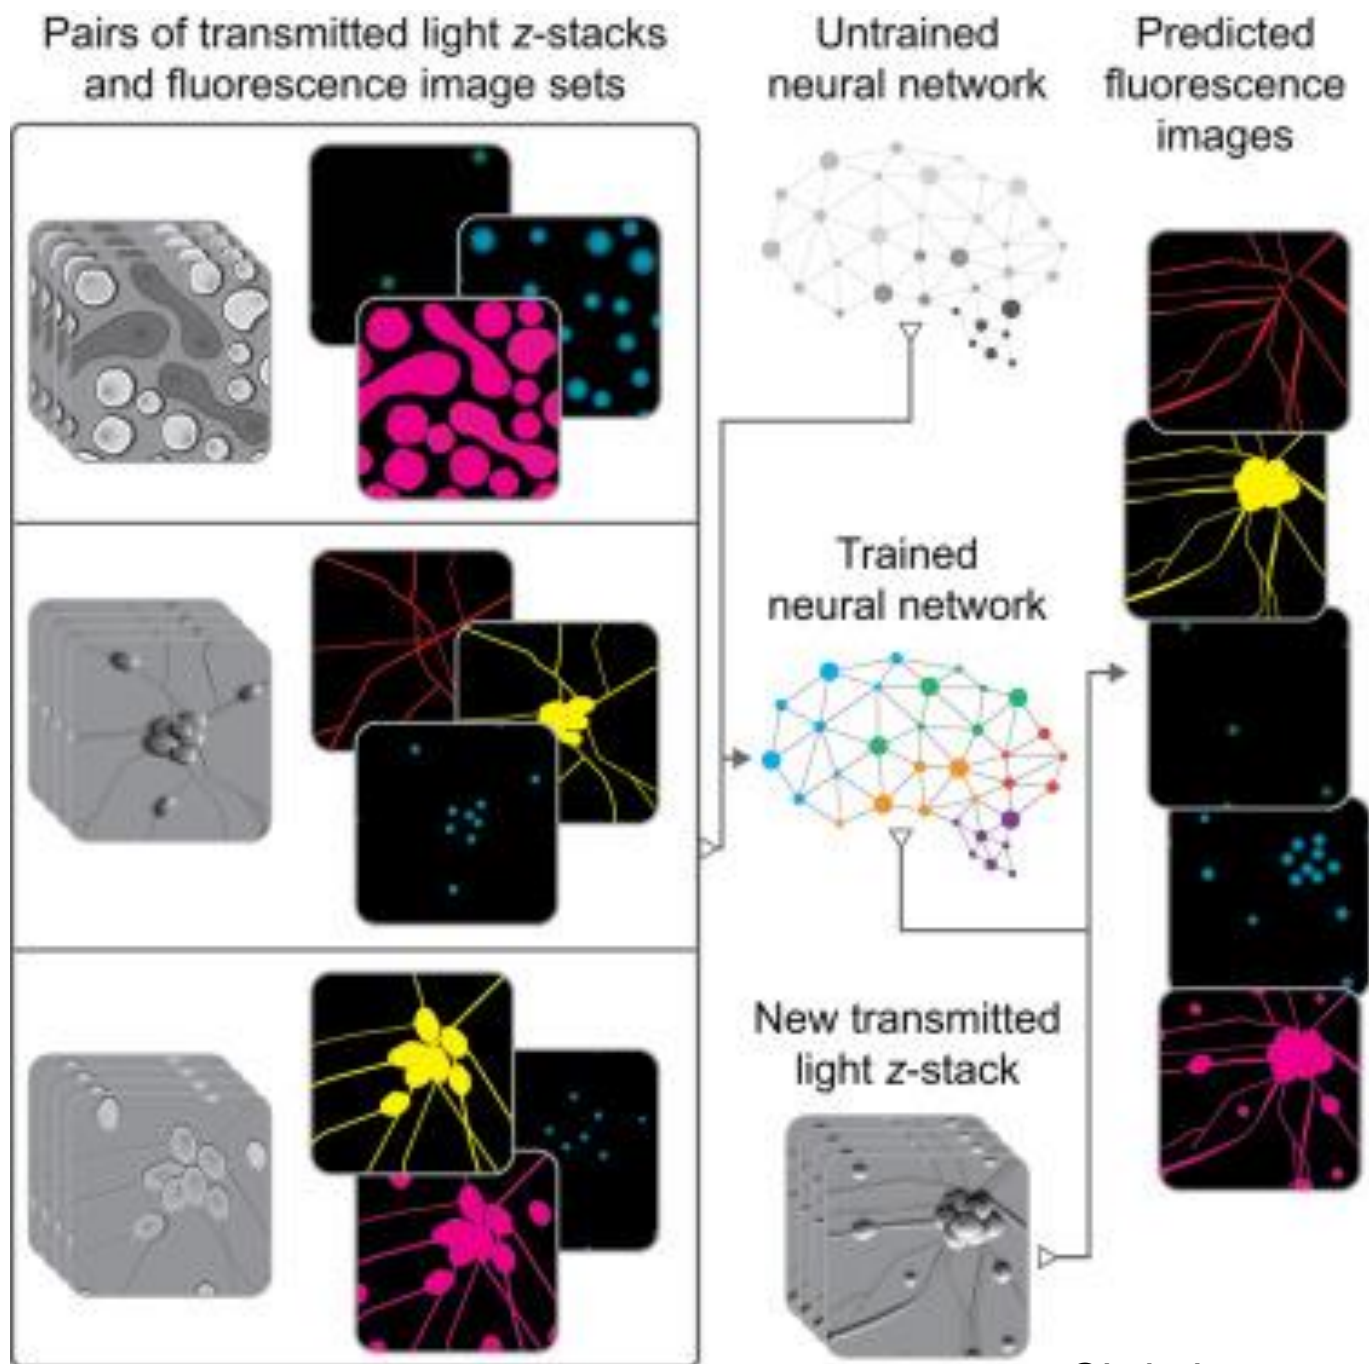 Pairs of transmitted light z-stacks
and fluorescence image sets
Untrained
neural network
Predicted
fluorescence
images
Trained
neural network
New transmitted
light z-stack